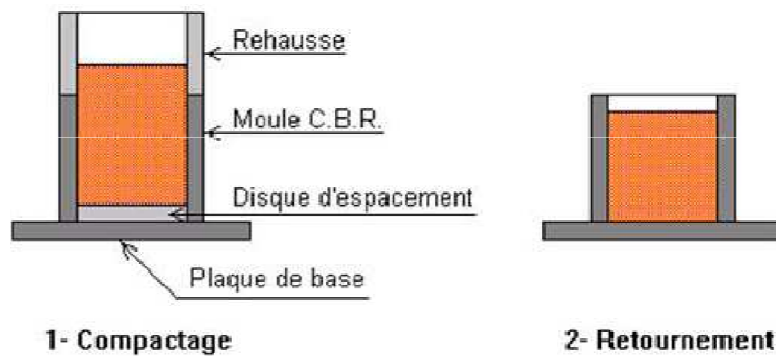 Rehausse
Moule C.B.R.
Disque d'espacement
Plaque de base
1- Compactage
2- Retournement